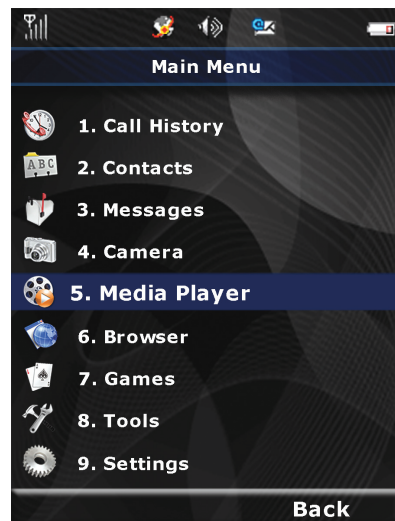 Main Menu
1. Call History
ABC
2. Contacts
3. Messages
4. Camera
5. Media Player
6. Browser
7. Games
8. Tools
9. Settings
Back